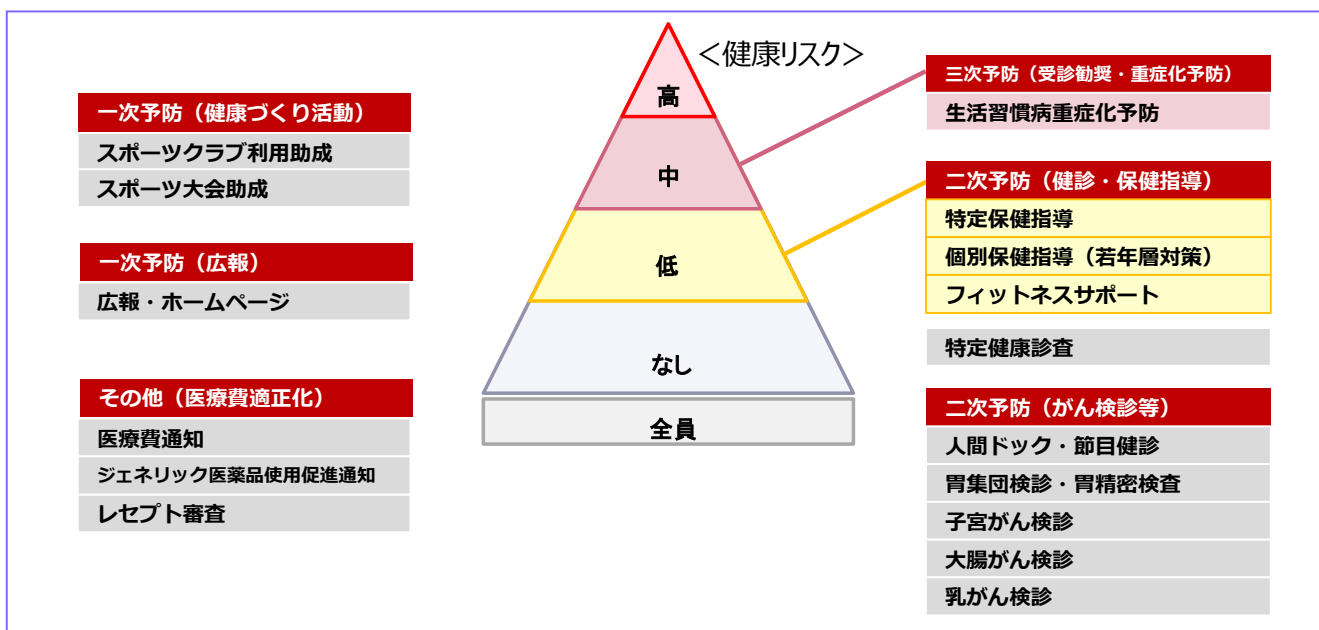 ＜健康リスク＞
高
中
低
なし
全員
一次予防（健康づくり活動）
スポーツクラブ利用助成
スポーツ大会助成
一次予防（広報）
広報・ホームページ
その他（医療費適正化）
医療費通知
ジェネリック医薬品使用促進通知
レセプト審査
三次予防（受診勧奨・重症化予防）
生活習慣病重症化予防
二次予防（健診・保健指導）
特定保健指導
個別保健指導（若年層対策）
フィットネスサポート
特定健康診査
二次予防（がん検診等）
人間ドック・節目健診
胃集団検診・胃精密検査
子宮がん検診
大腸がん検診
乳がん検診